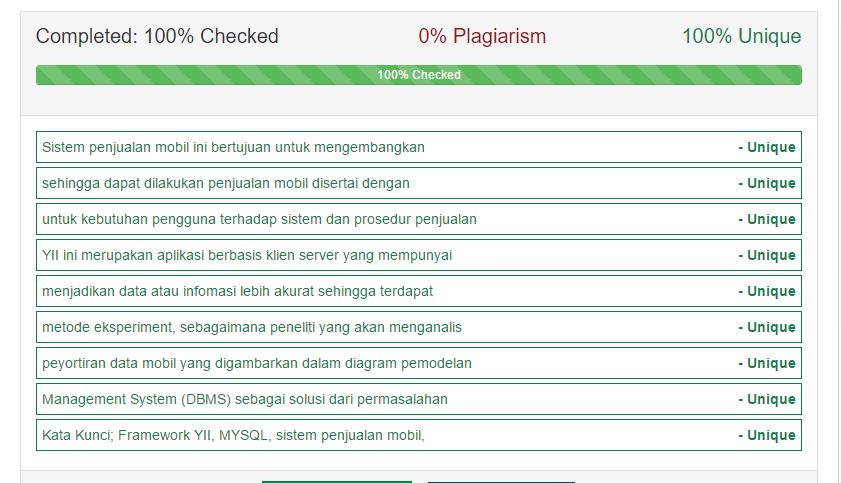 Completed: 100% Checked 0% Plagiarism 100% Unique
100% Checked
Sistem penjualan mobil ini bertujuan untuk mengembangkan - Unique
sehingga dapat dilakukan penjualan mobil disertai dengan - Unique
untuk kebutuhan pengguna terhadap sistem dan prosedur penjualan - Unique
YII ini merupakan aplikasi berbasis klien server yang mempunyai - Unique
menjadikan data atau infomasi lebih akurat sehingga terdapat - Unique
metode eksperiment, sebagaimana peneliti yang akan menganalis - Unique
peyortiran data mobil yang digambarkan dalam diagram pemodelan - Unique
Management System (DBMS) sebagai solusi dari permasalahan - Unique
Kata Kunci; Framework YII, MYSQL, sistem penjualan mobil, - Unique